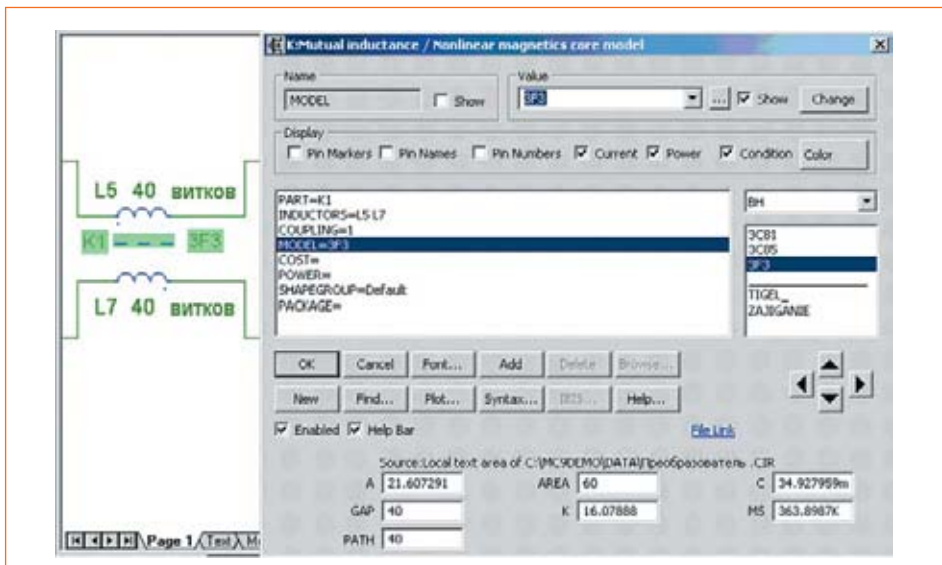 K:Mutual inductance / Nonlinear magnetics core model
Name
MODEL
Show
Value
3F3
...
Show
Change
Display
Pin Markers
Pin Names
Pin Numbers
Current
Power
Condition
Color
L5 40 витков
K1
3F3
L7 40 витков
PART=K1
INDUCTORS=L5 L7
COUPLING=1
MODEL=3F3
COST=
POWER=
SHAPEGROUP=Default
PACKAGE=
BH
3C81
3C85
3F3
TIGEL_
ZAJIGANIE
OK
Cancel
Font...
Add
Delete
Browse...
New
Find...
Plot...
Syntax...
IBIS...
Help...
Enabled
Help Bar
File Link
Source:Local text area of C:\MC9DEMO\DATA\Преобразователь .CIR
A 21.607291
AREA 60
C 34.927959m
GAP 40
K 16.07888
MS 363.8987K
PATH 40
Page 1
Text